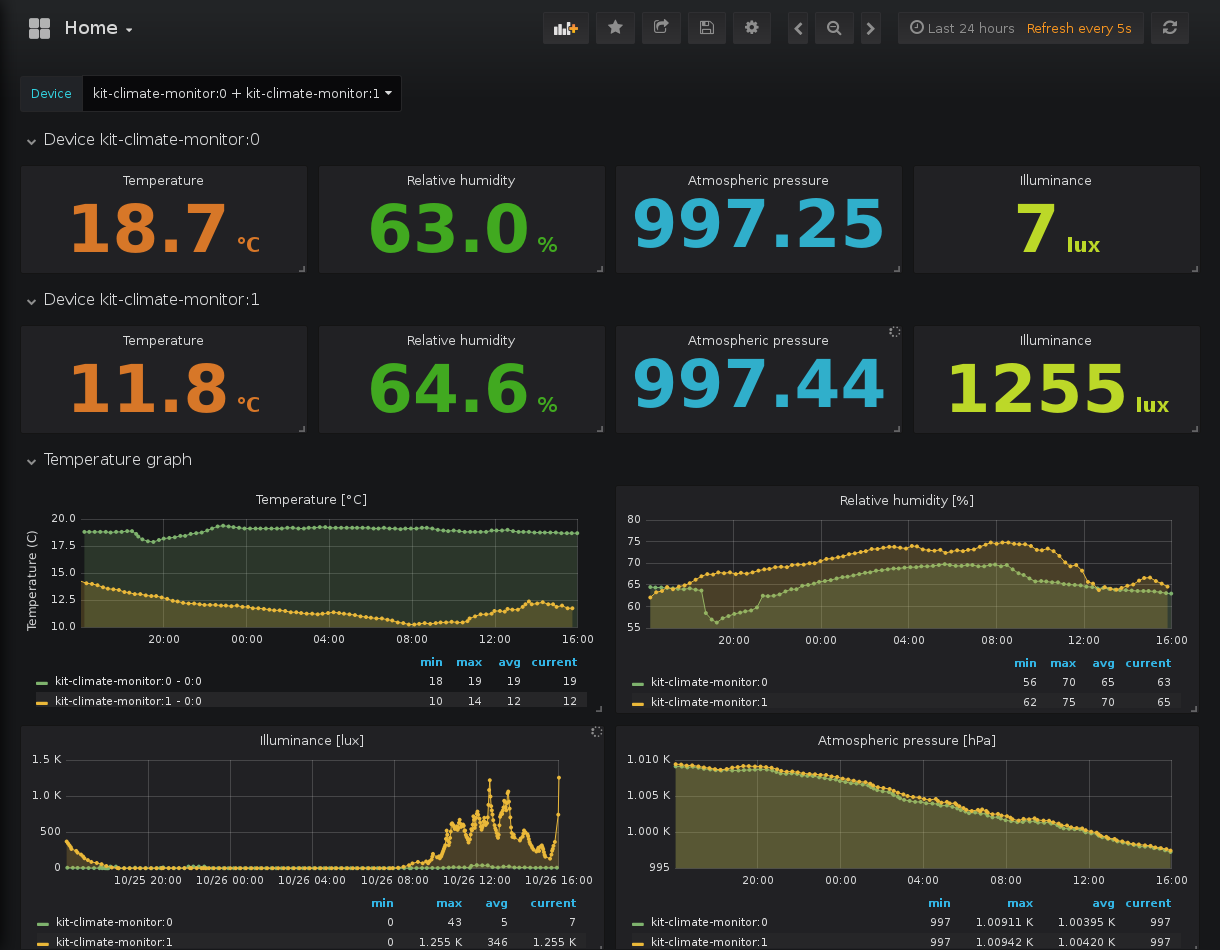 Home
Last 24 hours Refresh every 5s
Device kit-climate-monitor:0 + kit-climate-monitor:1
Device kit-climate-monitor:0
Temperature Relative humidity Atmospheric pressure Illuminance
18.7 °C 63.0 % 997.25 7 lux
Device kit-climate-monitor:1
Temperature Relative humidity Atmospheric pressure Illuminance
11.8 °C 64.6 % 997.44 1255 lux
Temperature graph
Temperature [°C]
Temperature (C)
20.0
17.5
15.0
12.5
10.0
20:00 00:00 04:00 08:00 12:00 16:00
min max avg current
kit-climate-monitor:0 - 0:0 18 19 19 19
kit-climate-monitor:1 - 0:0 10 14 12 12
Relative humidity [%]
80
75
70
65
60
55
20:00 00:00 04:00 08:00 12:00 16:00
min max avg current
kit-climate-monitor:0 56 70 65 63
kit-climate-monitor:1 62 75 70 65
Illuminance [lux]
1.5 K
1.0 K
500
0
10/25 20:00 10/26 00:00 10/26 04:00 10/26 08:00 10/26 12:00 10/26 16:00
min max avg current
kit-climate-monitor:0 0 43 5 7
kit-climate-monitor:1 0 1.255 K 346 1.255 K
Atmospheric pressure [hPa]
1.010 K
1.005 K
1.000 K
995
20:00 00:00 04:00 08:00 12:00 16:00
min max avg current
kit-climate-monitor:0 997 1.00911 K 1.00395 K 997
kit-climate-monitor:1 997 1.00942 K 1.00420 K 997